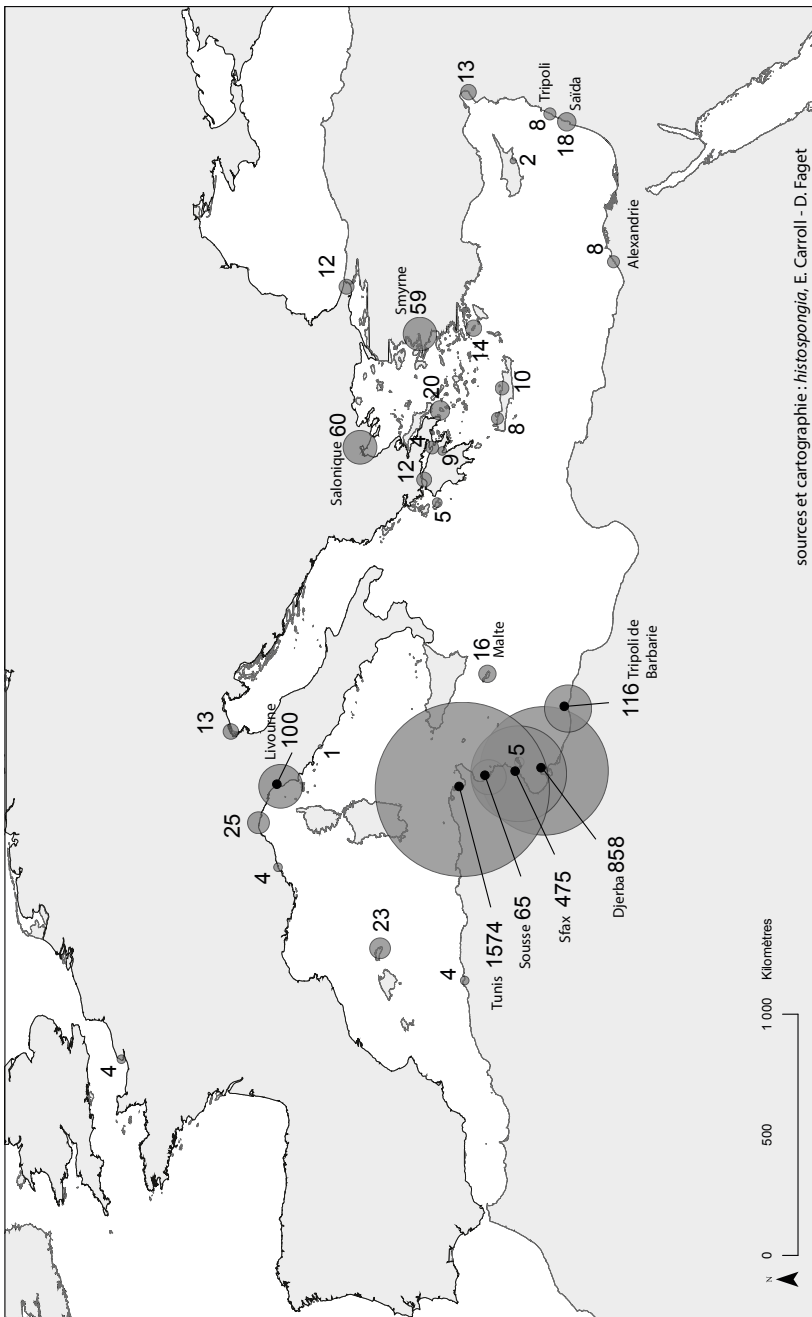 4
13
25
Livourne
100
4
1
23
Salonique 60
12
Smyrne
59
20
4
12
9
5
14
10
8
13
2
8
Tripoli
18
Saïda
8
Alexandrie
16
Malte
4
5
Tunis 1574
Sousse 65
Sfax 475
Djerba 858
116 Tripoli de
Barbarie
N
0
500
1 000
Kilomètres
sources et cartographie : histospongia, E. Carroll - D. Faget